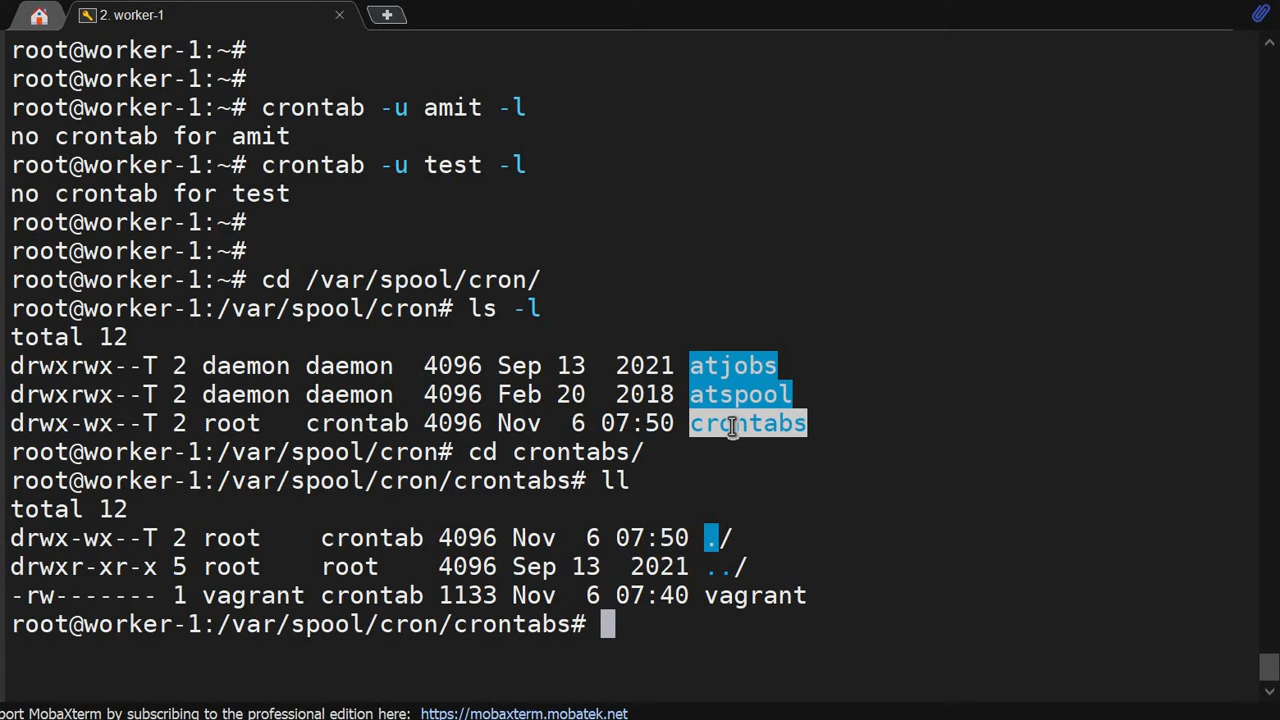 2. worker-1
root@worker-1:~#
root@worker-1:~#
root@worker-1:~# crontab -u amit -l
no crontab for amit
root@worker-1:~# crontab -u test -l
no crontab for test
root@worker-1:~#
root@worker-1:~#
root@worker-1:~# cd /var/spool/cron/
root@worker-1:/var/spool/cron# ls -l
total 12
drwxrwx--T 2 daemon daemon  4096 Sep 13  2021 atjobs
drwxrwx--T 2 daemon daemon  4096 Feb 20  2018 atspool
drwx-wx--T 2 root   crontab 4096 Nov  6 07:50 crontabs
root@worker-1:/var/spool/cron# cd crontabs/
root@worker-1:/var/spool/cron/crontabs# ll
total 12
drwx-wx--T 2 root    crontab 4096 Nov  6 07:50 ./
drwxr-xr-x 5 root    root    4096 Sep 13  2021 ../
-rw------- 1 vagrant crontab 1133 Nov  6 07:40 vagrant
root@worker-1:/var/spool/cron/crontabs#
port MobaXterm by subscribing to the professional edition here: https://mobaxterm.mobatek.net